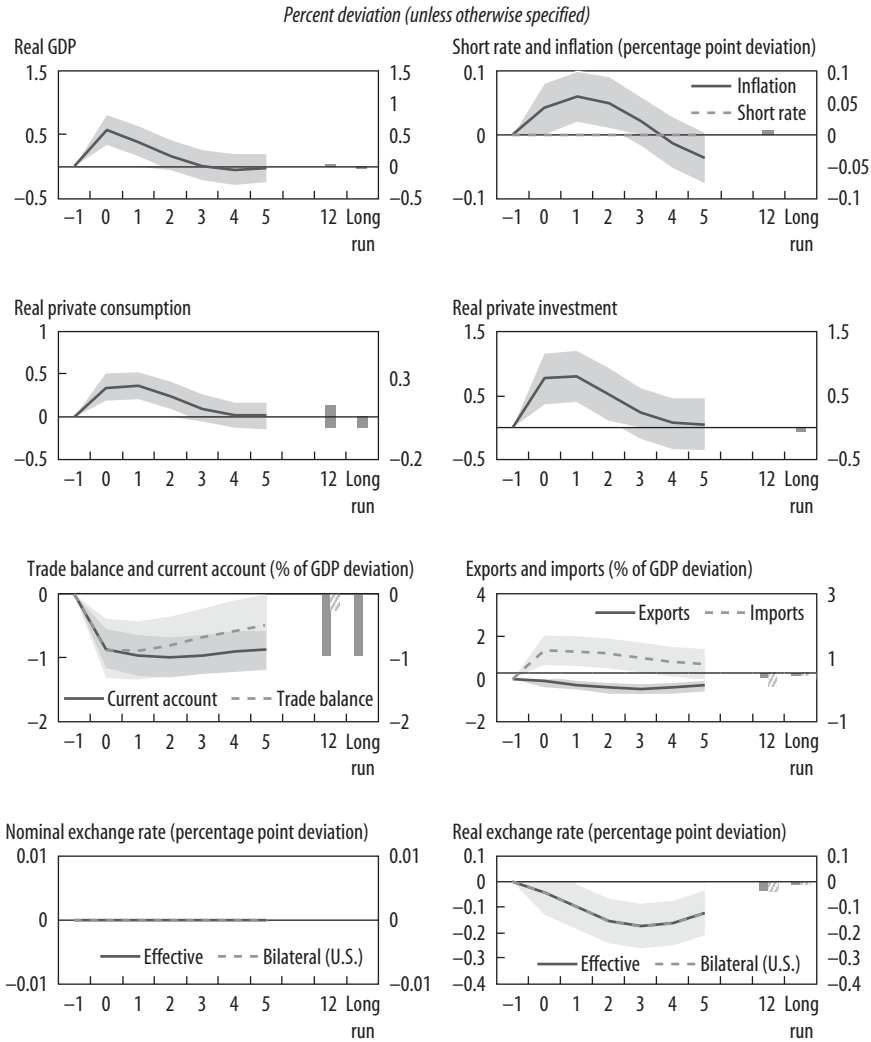 Percent deviation (unless otherwise specified)
Real GDP
1.5
0.5
0
−0.5
1.5
1
0.5
0
−0.5
−1 0 1 2 3 4 5 12 Long
run
Short rate and inflation (percentage point deviation)
0.1
0
−0.1
0.1
0.05
0
−0.05
−0.1
Inflation
Short rate
−1 0 1 2 3 4 5 12 Long
run
Real private consumption
1
0.5
0
−0.5
0.3
−0.2
−1 0 1 2 3 4 5 12 Long
run
Real private investment
1.5
0.5
−0.5
1.5
0.5
−0.5
−1 0 1 2 3 4 5 12 Long
run
Trade balance and current account (% of GDP deviation)
0
−1
−2
0
−1
−2
Current account Trade balance
−1 0 1 2 3 4 5 12 Long
run
Exports and imports (% of GDP deviation)
4
2
0
−2
3
1
−1
Exports Imports
−1 0 1 2 3 4 5 12 Long
run
Nominal exchange rate (percentage point deviation)
0.01
0
−0.01
0.01
0
−0.01
Effective Bilateral (U.S.)
−1 0 1 2 3 4 5 12 Long
run
Real exchange rate (percentage point deviation)
0.1
0
−0.1
−0.2
−0.3
−0.4
0.1
0
−0.1
−0.2
−0.3
−0.4
Effective Bilateral (U.S.)
−1 0 1 2 3 4 5 12 Long
run